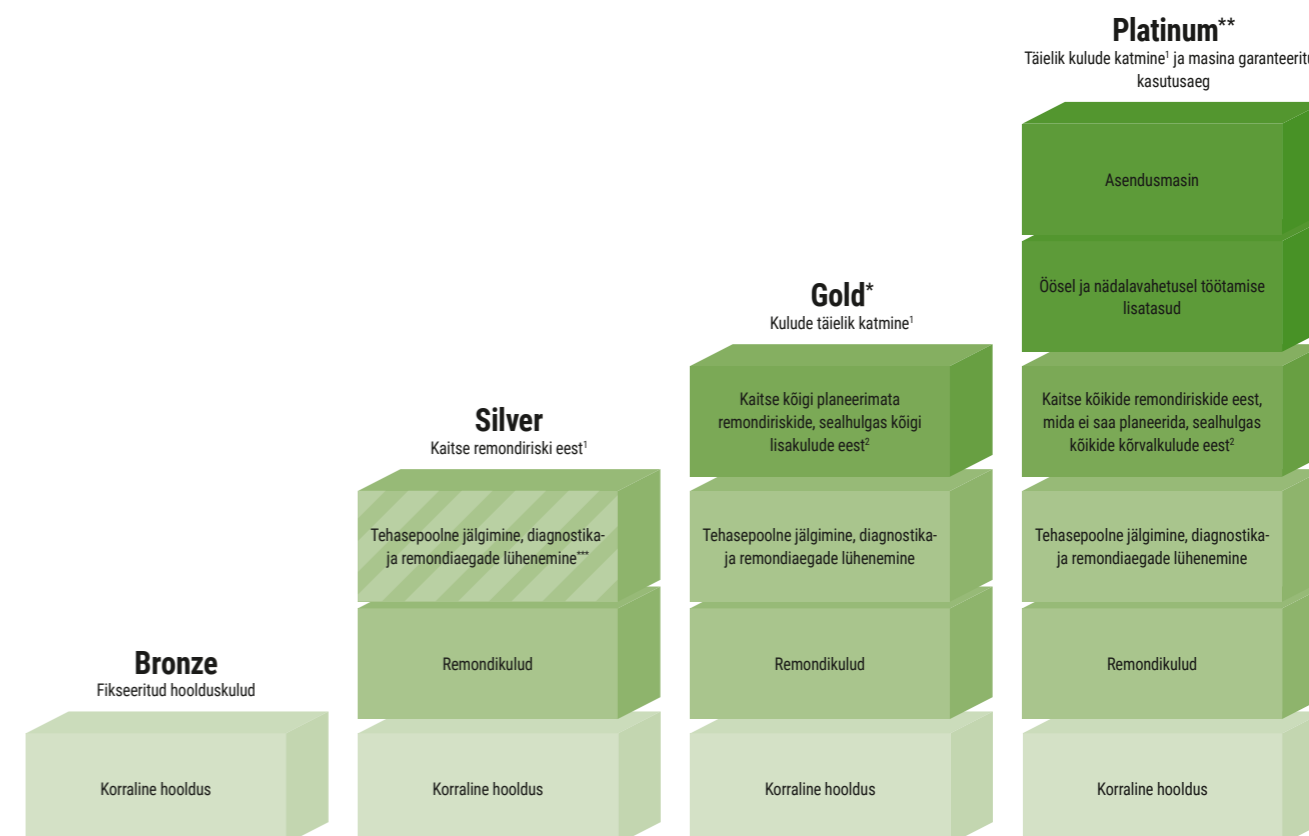 Platinum**
Täielik kulude katmine¹ ja masina
kasutusaeg
Asendusmasin
Öösel ja nädalavahetusel töötamise
lisatasud
Kaitse kõikide remondiriskide eest,
mida ei saa planeerida, sealhulgas
kõikide kõrvalkulude eest²
Tehasepoolne jälgimine, diagnostika-
ja remondiaegade lühenemine
Remondikulud
Korraline hooldus
Gold*
Kulude täielik katmine¹
Kaitse kõigi planeerimata
remondiriskide, sealhulgas kõigi
lisakulude eest²
Tehasepoolne jälgimine, diagnostika-
ja remondiaegade lühenemine
Remondikulud
Korraline hooldus
Silver
Kaitse remondiriski eest¹
Tehasepoolne jälgimine, diagnostika-
ja remondiaegade lühenemine***
Remondikulud
Korraline hooldus
Bronze
Fikseeritud hoolduskulud
Korraline hooldus